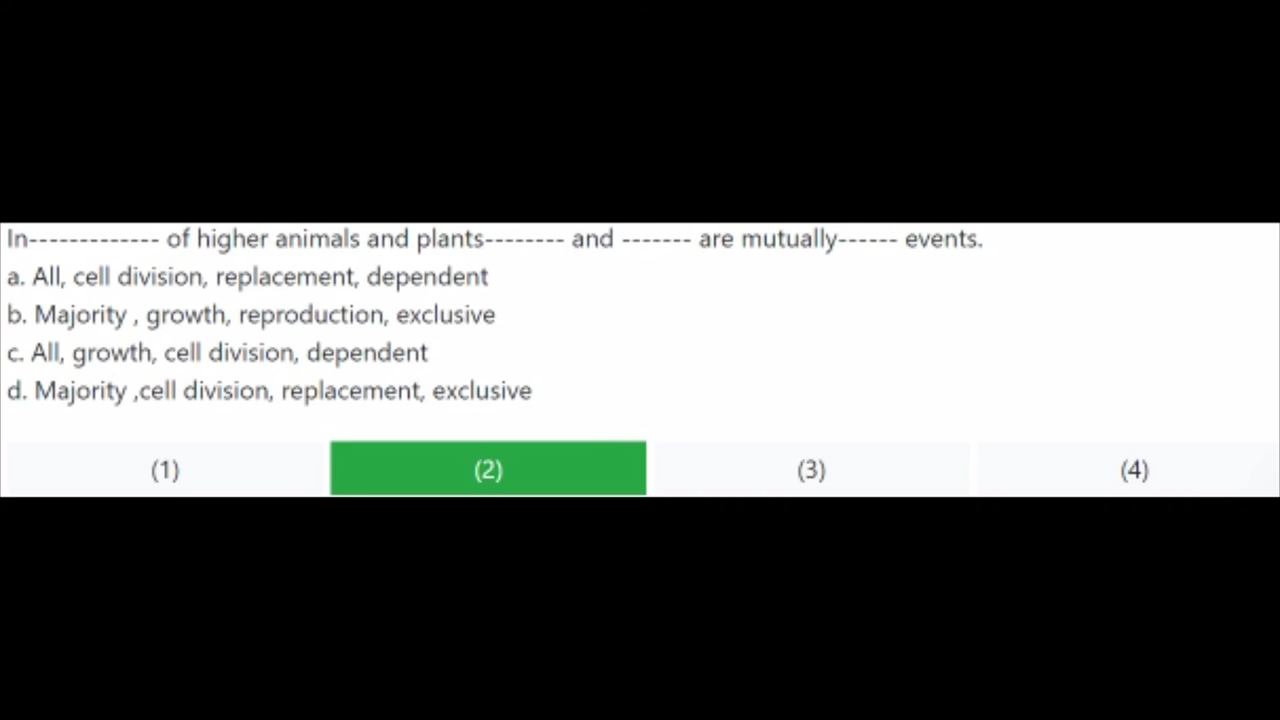 In------------- of higher animals and plants-------- and ------- are mutually------ events.
a. All, cell division, replacement, dependent
b. Majority , growth, reproduction, exclusive
c. All, growth, cell division, dependent
d. Majority ,cell division, replacement, exclusive
(1) (2) (3) (4)